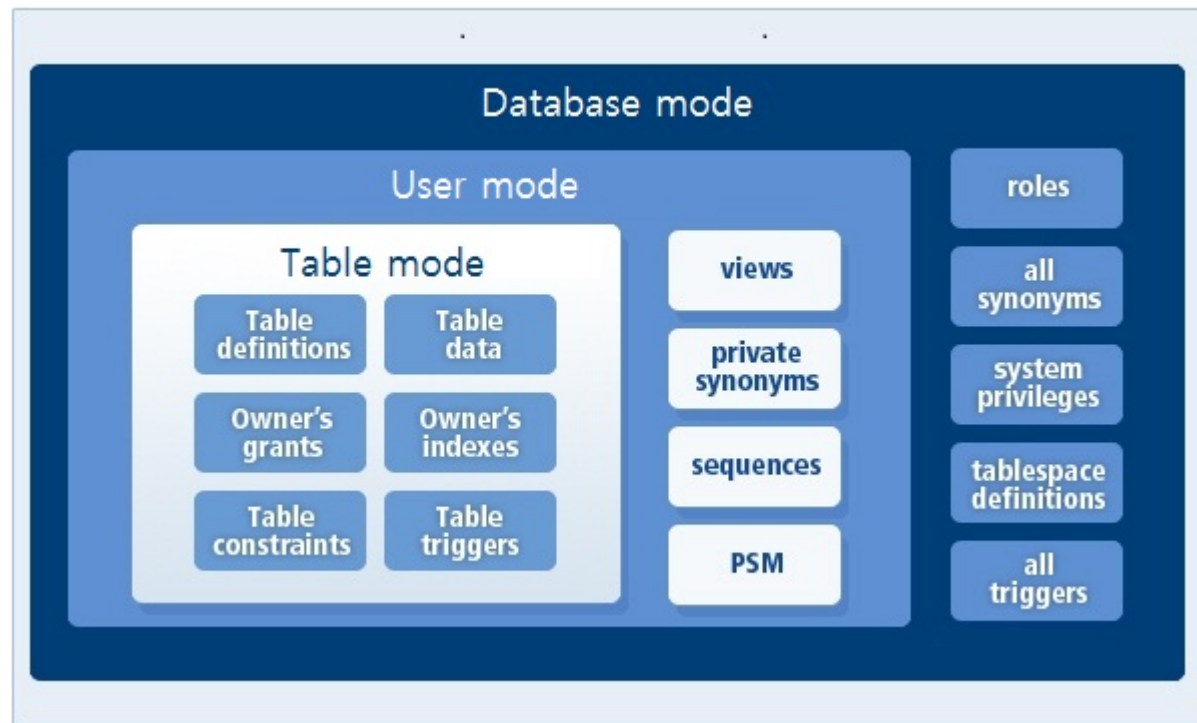 Database mode
User mode
Table mode
Table
definitions
Table
data
Owner's
grants
Owner's
indexes
Table
constraints
Table
triggers
views
private
synonyms
sequences
PSM
roles
all
synonyms
system
privileges
tablespace
definitions
all
triggers